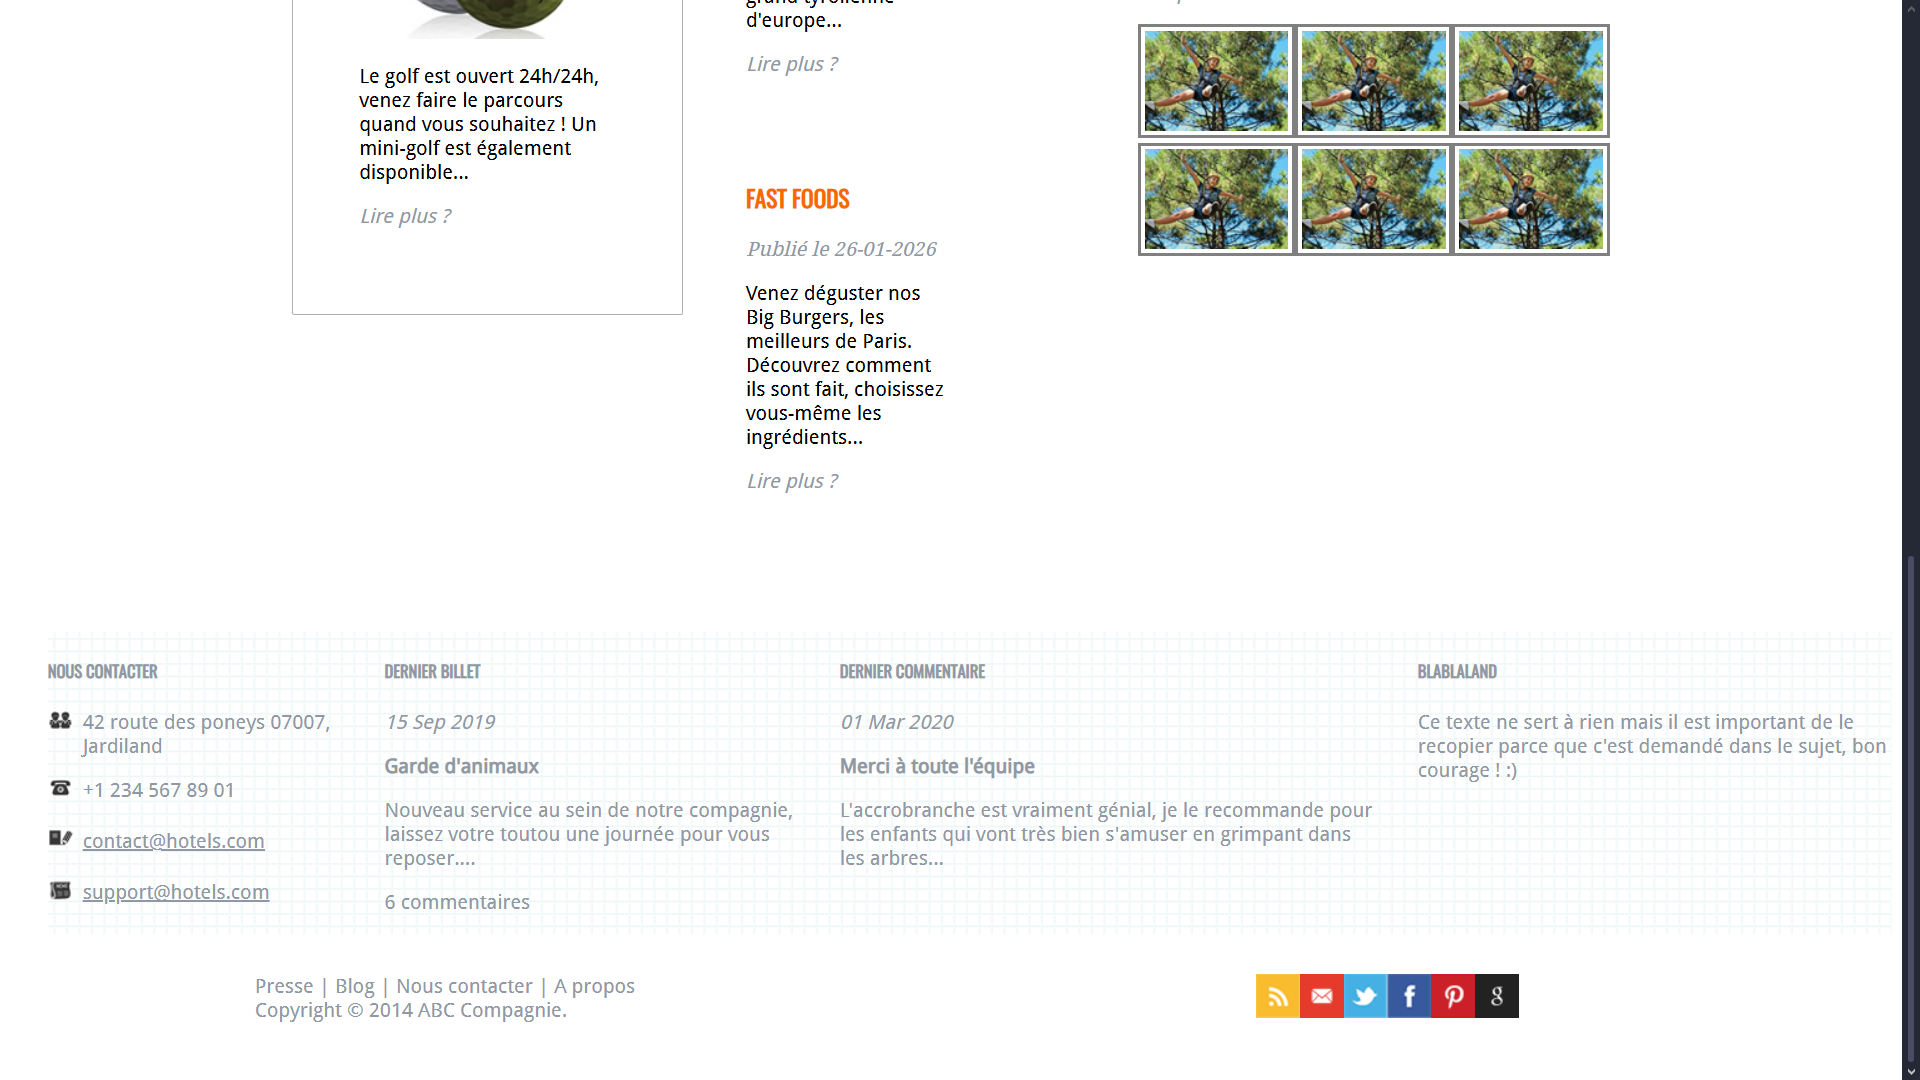 Le golf est ouvert 24h/24h,
venez faire le parcours
quand vous souhaitez ! Un
mini-golf est également
disponible...
Lire plus ?
grand tyrolienne
d'europe...
Lire plus ?
FAST FOODS
Publié le 26-01-2026
Venez déguster nos
Big Burgers, les
meilleurs de Paris.
Découvrez comment
ils sont fait, choisissez
vous-même les
ingrédients...
Lire plus ?
NOUS CONTACTER
42 route des poneys 07007,
Jardiland
+1 234 567 89 01
contact@hotels.com
support@hotels.com
DERNIER BILLET
15 Sep 2019
Garde d'animaux
Nouveau service au sein de notre compagnie,
laissez votre toutou une journée pour vous
reposer....
6 commentaires
DERNIER COMMENTAIRE
01 Mar 2020
Merci à toute l'équipe
L'accrobranche est vraiment génial, je le recommande pour
les enfants qui vont très bien s'amuser en grimpant dans
les arbres...
BLABLALAND
Ce texte ne sert à rien mais il est important de le
recopier parce que c'est demandé dans le sujet, bon
courage ! :)
Presse | Blog | Nous contacter | A propos
Copyright © 2014 ABC Compagnie.